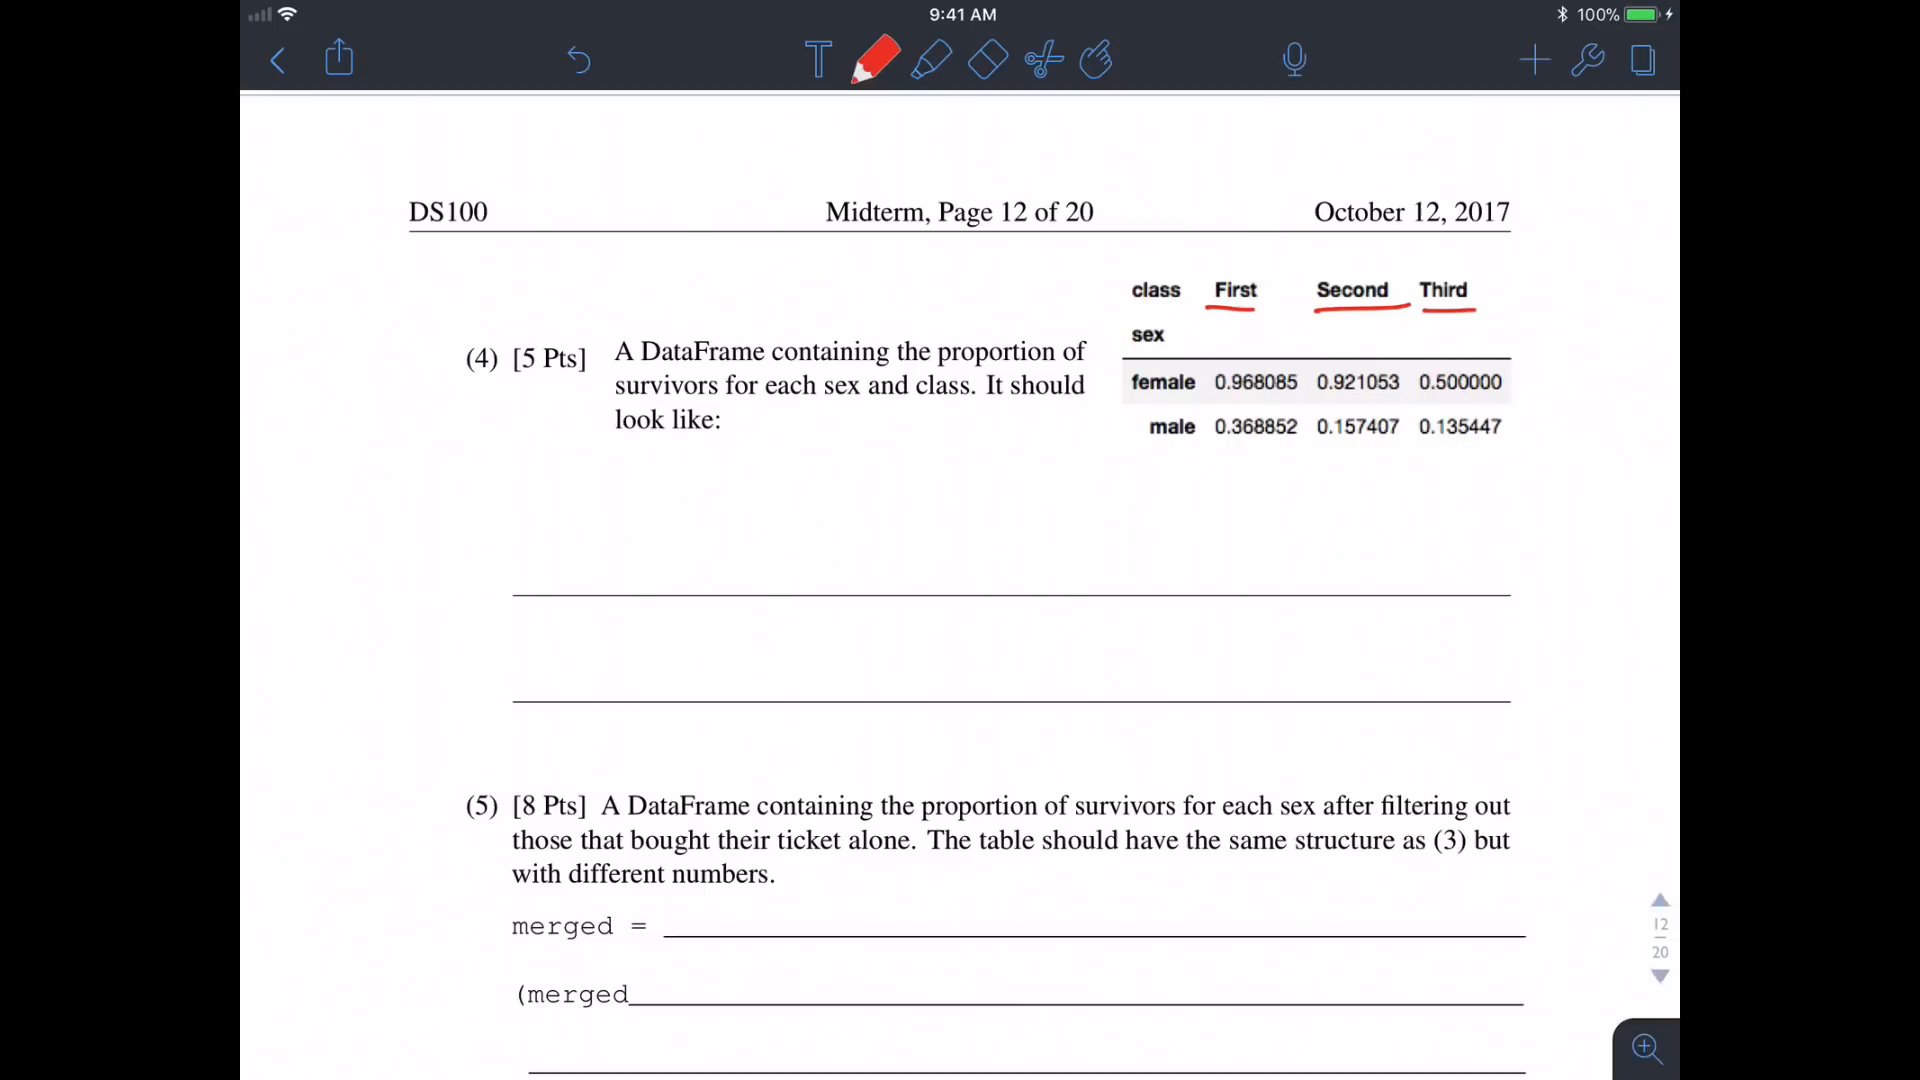 9:41 AM
100%
T
DS100 Midterm, Page 12 of 20 October 12, 2017
(4) [5 Pts] A DataFrame containing the proportion of
survivors for each sex and class. It should
look like:
class First Second Third
sex
female 0.968085 0.921053 0.500000
male 0.368852 0.157407 0.135447
(5) [8 Pts] A DataFrame containing the proportion of survivors for each sex after filtering out
those that bought their ticket alone. The table should have the same structure as (3) but
with different numbers.
merged =
(merged
12
20